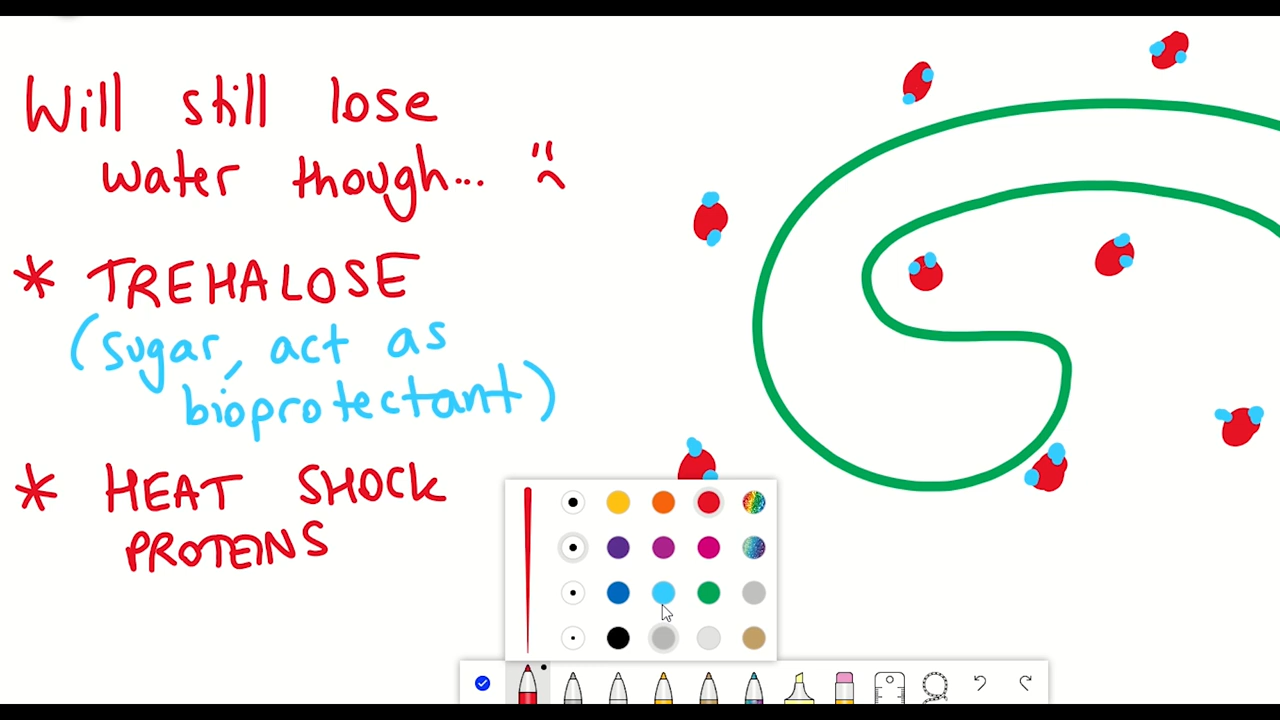 Will still lose
water though...
* TREHALOSE
(sugar, act as
bioprotectant)
* HEAT SHOCK
PROTEINS